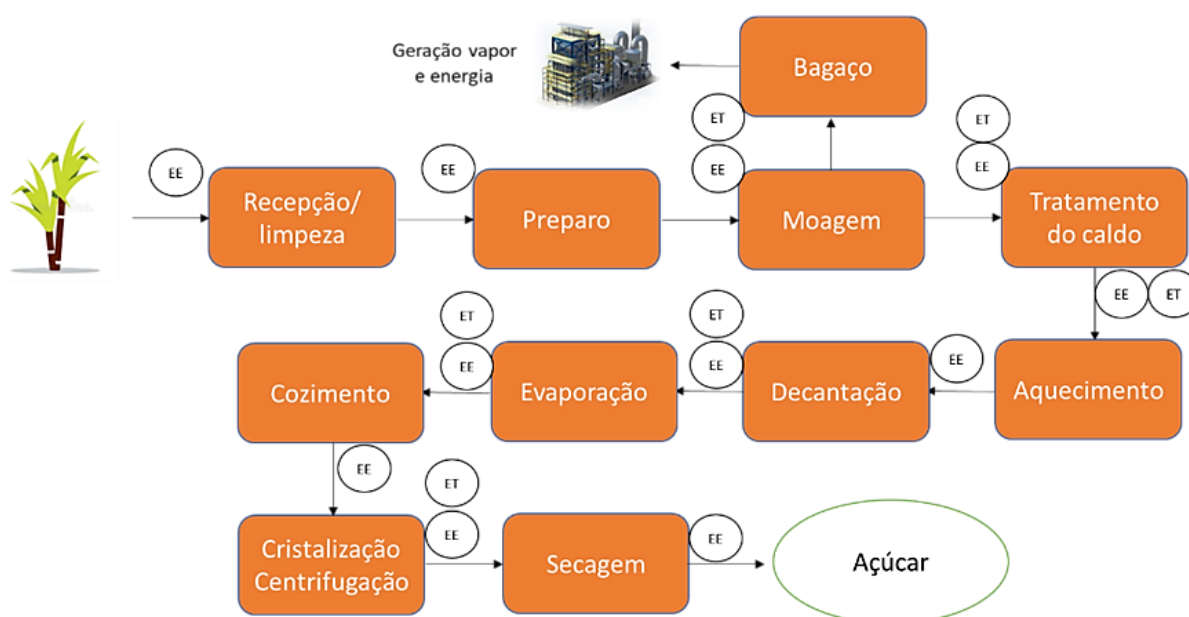 Geração vapor
e energia
Bagaço
ET
EE
ET
EE
EE
EE
Recepção/
limpeza
Preparo
Moagem
Tratamento
do caldo
EE
ET
ET
EE
ET
EE
EE
Cozimento
Evaporação
Decantação
Aquecimento
EE
ET
EE
EE
Cristalização
Centrifugação
Secagem
Açúcar